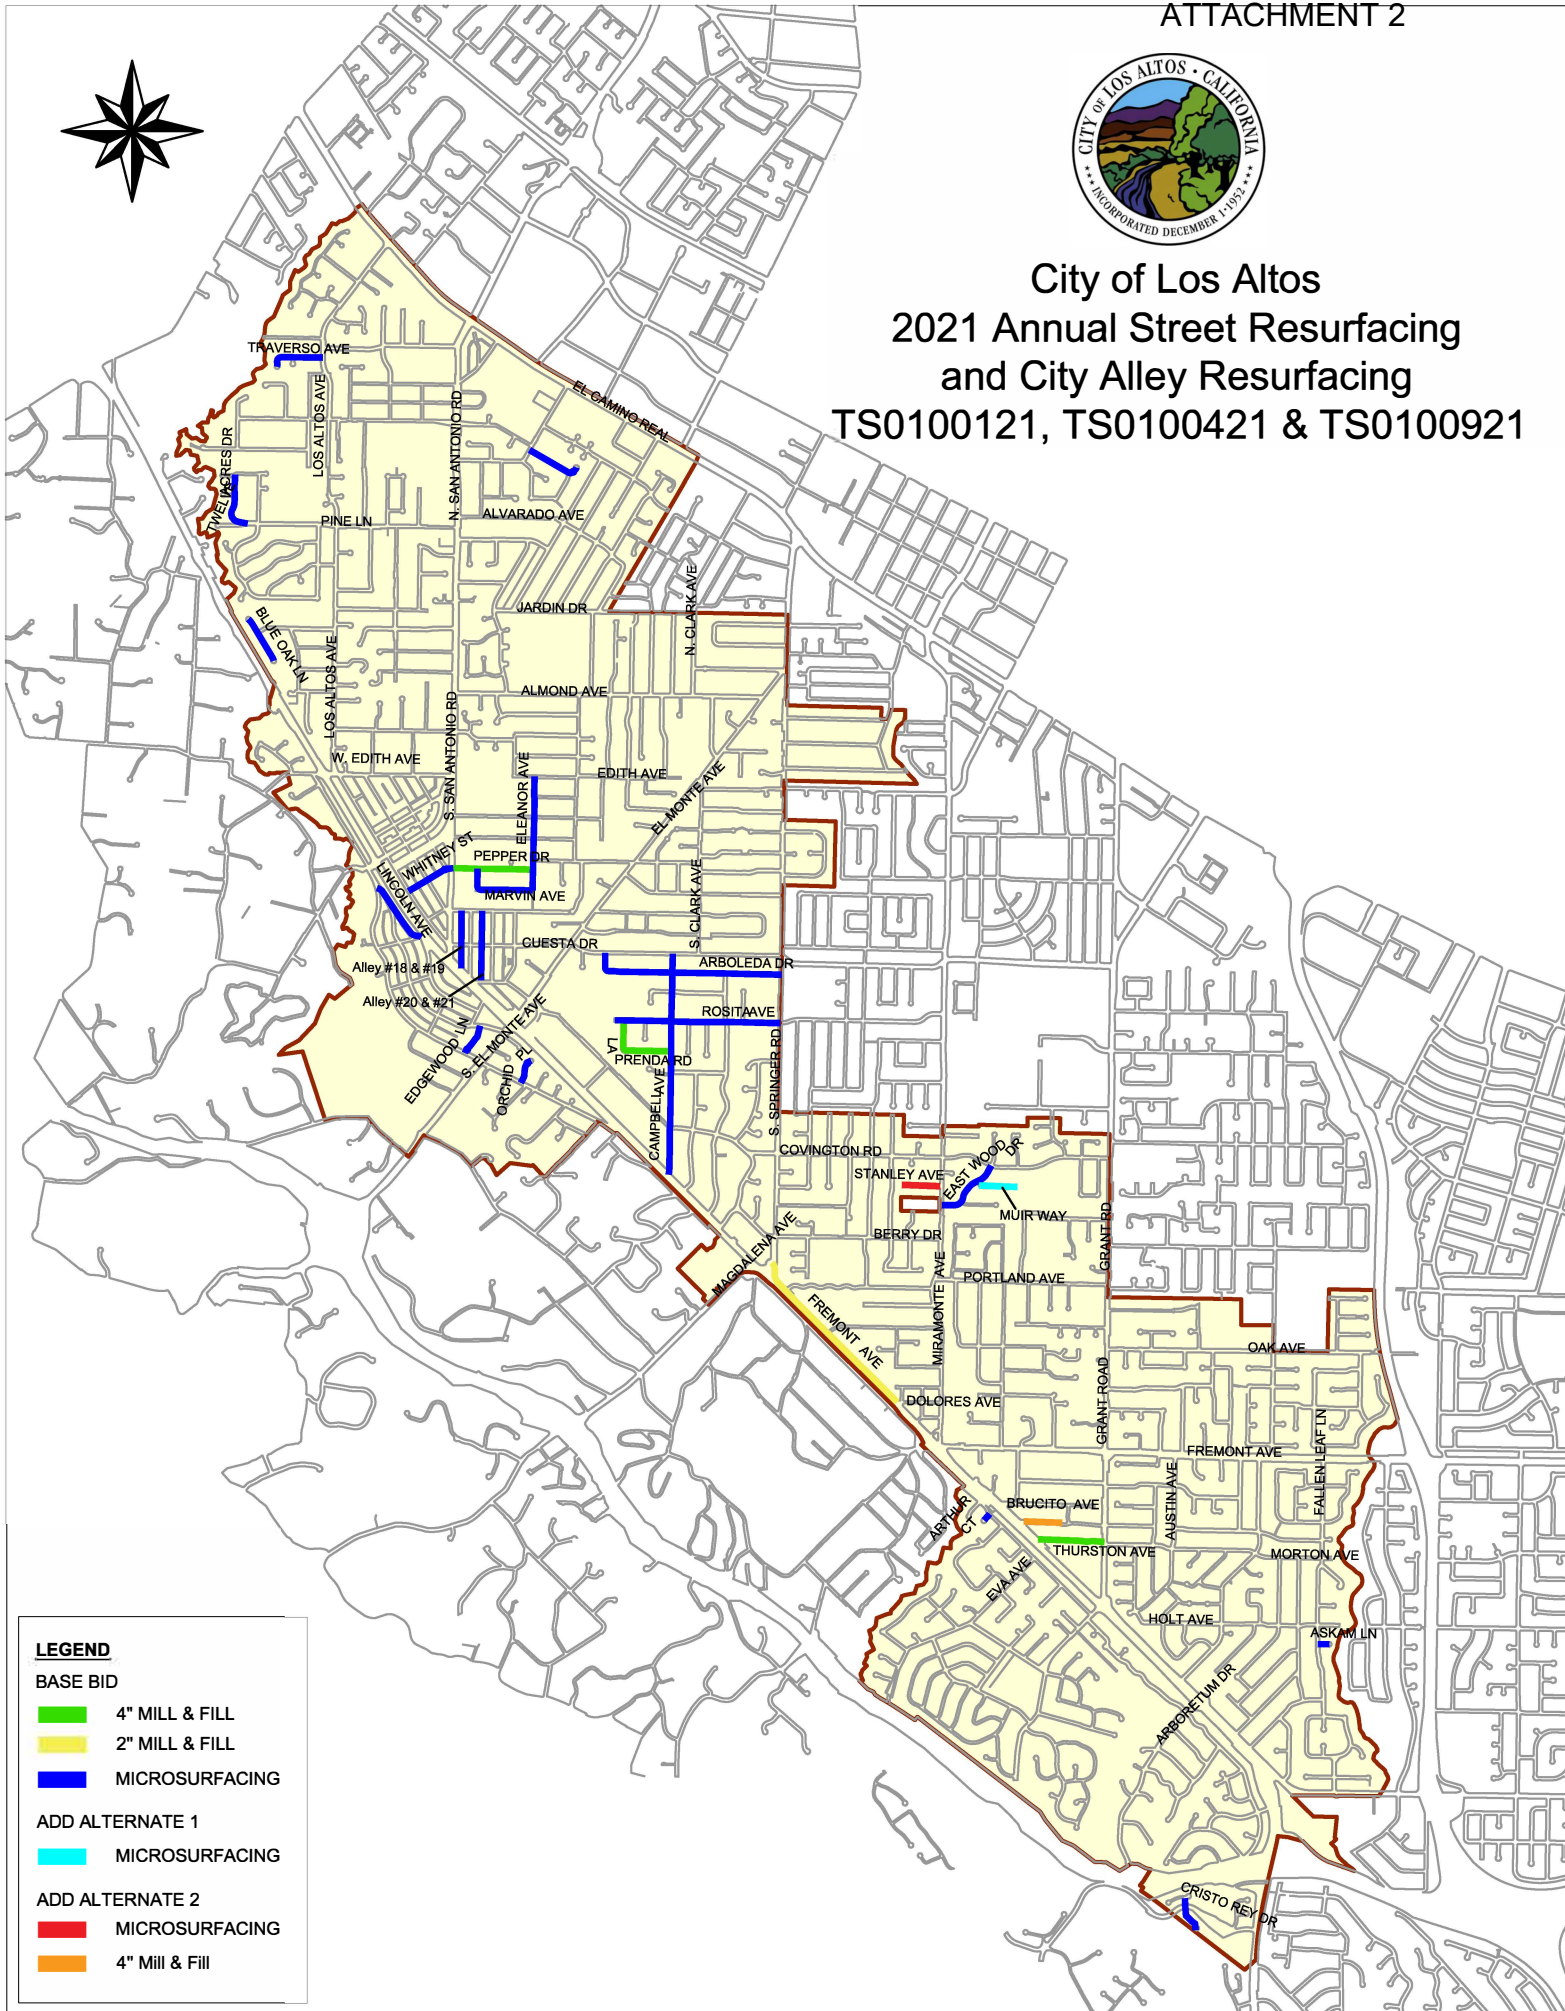 ATTACHMENT 2
CITY OF LOS ALTOS • CALIFORNIA
*** INCORPORATED DECEMBER 1•1952 ***
City of Los Altos
2021 Annual Street Resurfacing
and City Alley Resurfacing
TS0100121, TS0100421 & TS0100921
TRAVERSO AVE
LOS ALTOS AVE
N. SAN ANTONIO RD
EL CAMINO REAL
TWELVE ACRES DR
PINE LN
ALVARADO AVE
JARDIN DR
N. CLARK AVE
BLUE OAK LN
LOS ALTOS AVE
ALMOND AVE
S. SAN ANTONIO RD
W. EDITH AVE
EDITH AVE
ELEANOR AVE
EL MONTE AVE
WHITNEY ST
PEPPER DR
LINCOLN AVE
MARVIN AVE
S. CLARK AVE
CUESTA DR
Alley #18 & #19
ARBOLEDA DR
Alley #20 & #21
ROSITA AVE
EDGEWOOD LN
S. EL MONTE AVE
ORCHID PL
LA
PRENDA RD
CAMPBELL AVE
S. SPRINGER RD
COVINGTON RD
STANLEY AVE
EAST WOOD DR
MUIR WAY
BERRY DR
GRANT RD
MAGDALENA AVE
MIRAMONTE AVE
PORTLAND AVE
FREMONT AVE
OAK AVE
DOLORES AVE
GRANT ROAD
FREMONT AVE
FALLEN LEAF LN
AUSTIN AVE
BRUCITO AVE
ARTHUR
CT
THURSTON AVE
MORTON AVE
EVA AVE
HOLT AVE
ASKAM LN
ARBORETUM DR
CRISTO REY DR
LEGEND
BASE BID
4" MILL & FILL
2" MILL & FILL
MICROSURFACING
ADD ALTERNATE 1
MICROSURFACING
ADD ALTERNATE 2
MICROSURFACING
4" Mill & Fill